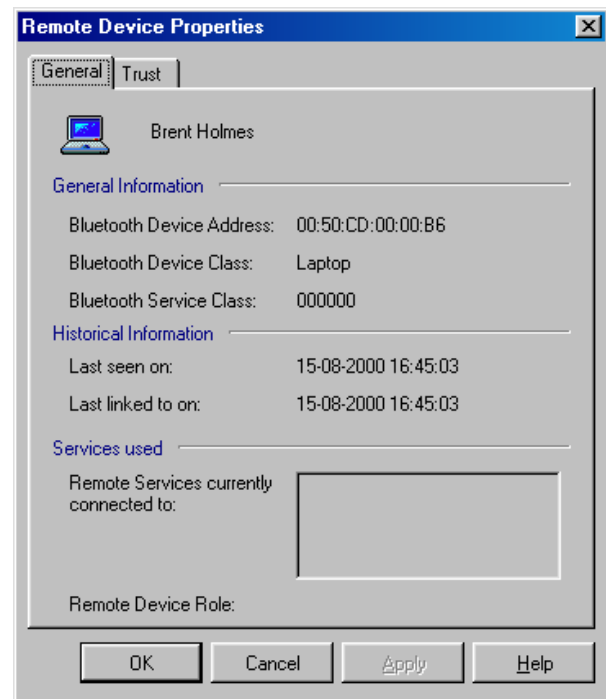 Remote Device Properties
General Trust
Brent Holmes
General Information
Bluetooth Device Address: 00:50:CD:00:00:B6
Bluetooth Device Class: Laptop
Bluetooth Service Class: 000000
Historical Information
Last seen on: 15-08-2000 16:45:03
Last linked to on: 15-08-2000 16:45:03
Services used
Remote Services currently
connected to:
Remote Device Role:
OK Cancel Apply Help